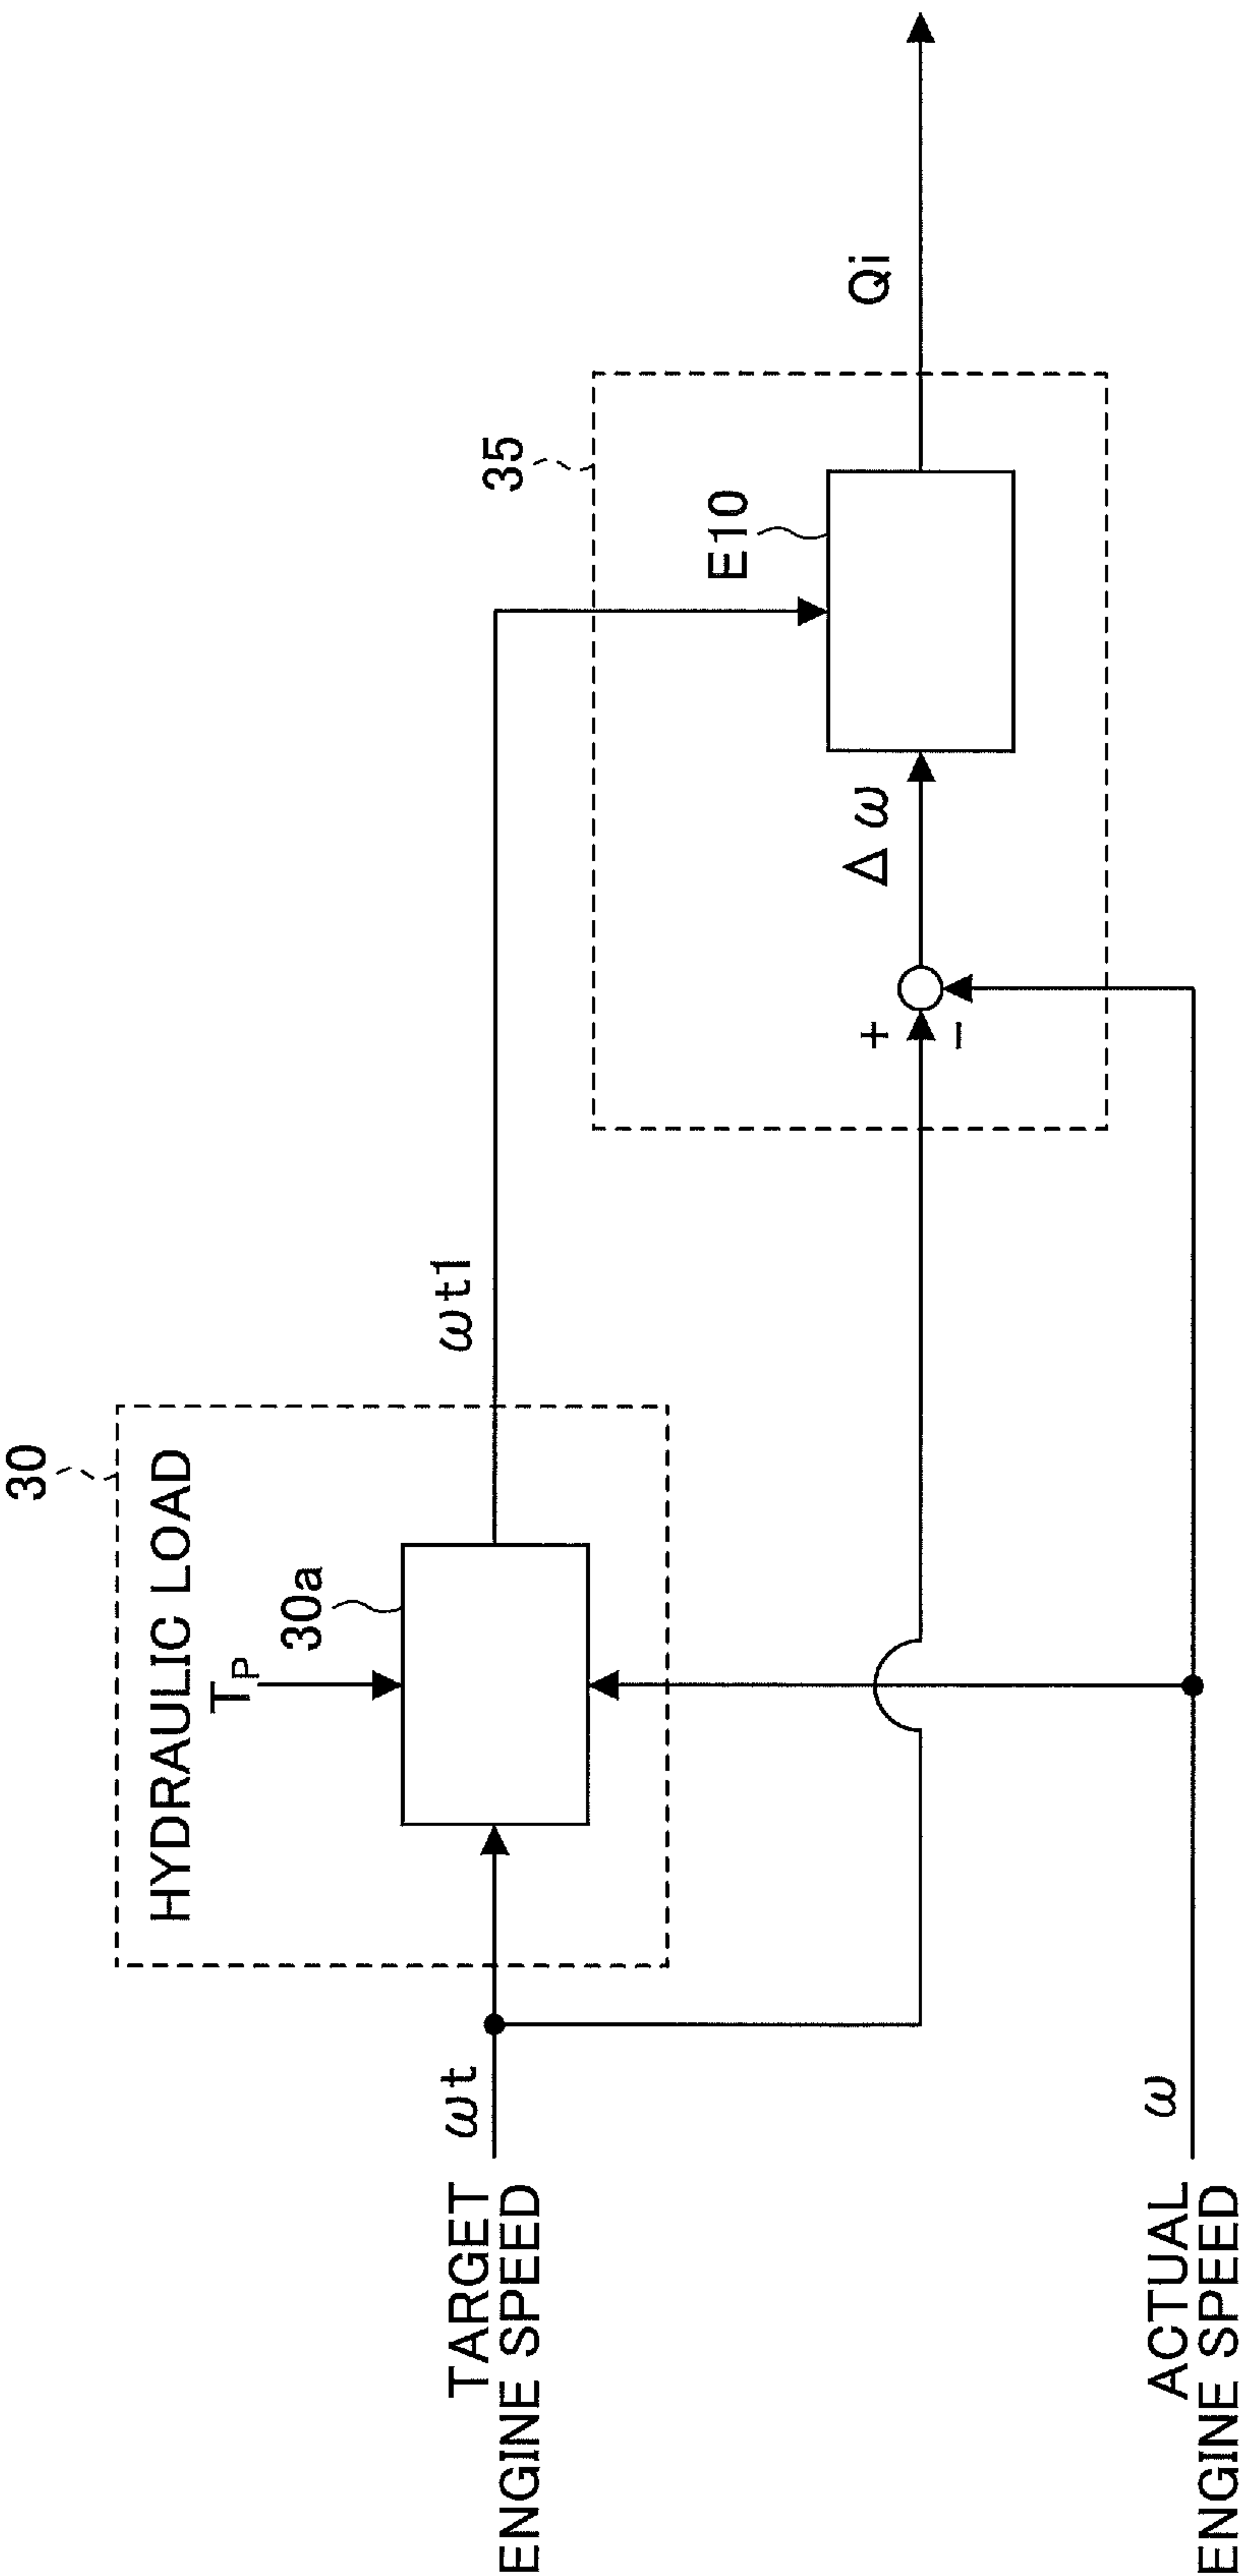 30
HYDRAULIC LOAD
TP
30a
ωt1
35
E10
TARGET
ENGINE SPEED
ωt
+
−
Δω
Qi
ACTUAL
ENGINE SPEED
ω